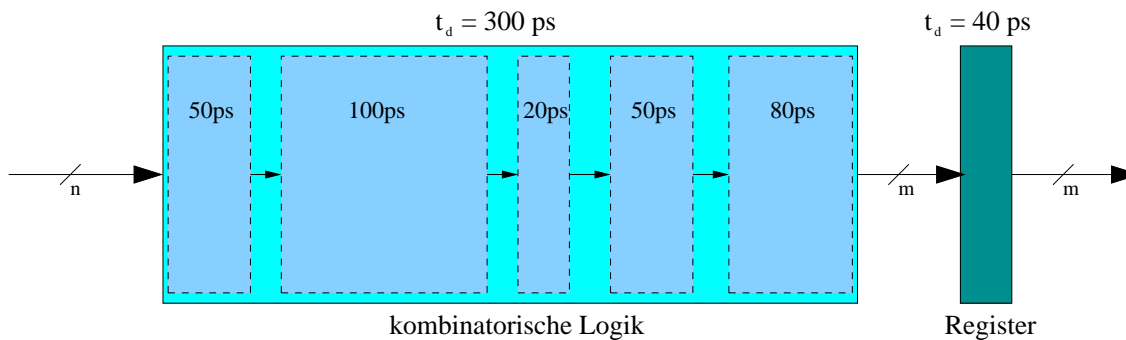 t_d = 300 ps
t_d = 40 ps
50ps
100ps
20ps
50ps
80ps
n
m
m
kombinatorische Logik
Register